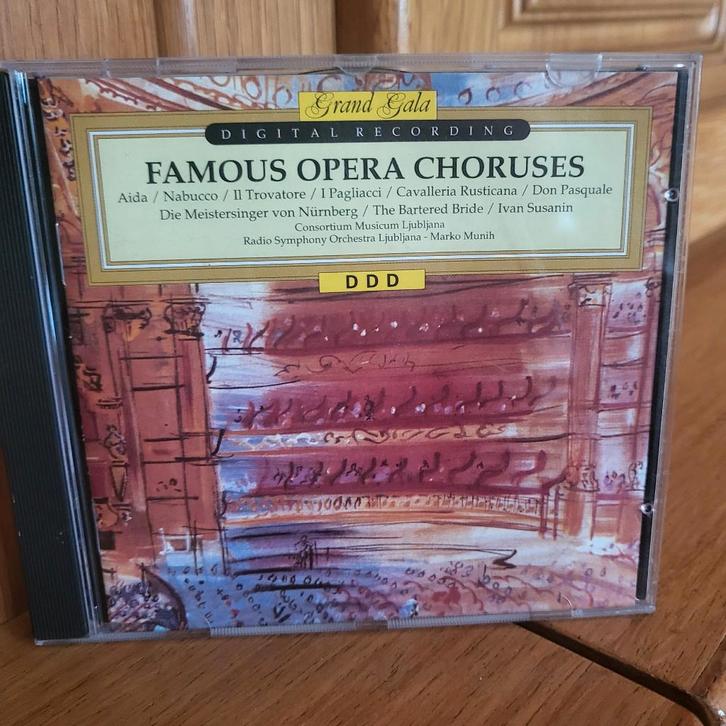 Grand Gala
DIGITAL RECORDING
FAMOUS OPERA CHORUSES
Aida / Nabucco / Il Trovatore / I Pagliacci / Cavalleria Rusticana / Don Pasquale
Die Meistersinger von Nürnberg / The Bartered Bride / Ivan Susanin
Consortium Musicum Ljubljana
Radio Symphony Orchestra Ljubljana - Marko Munih
DDD